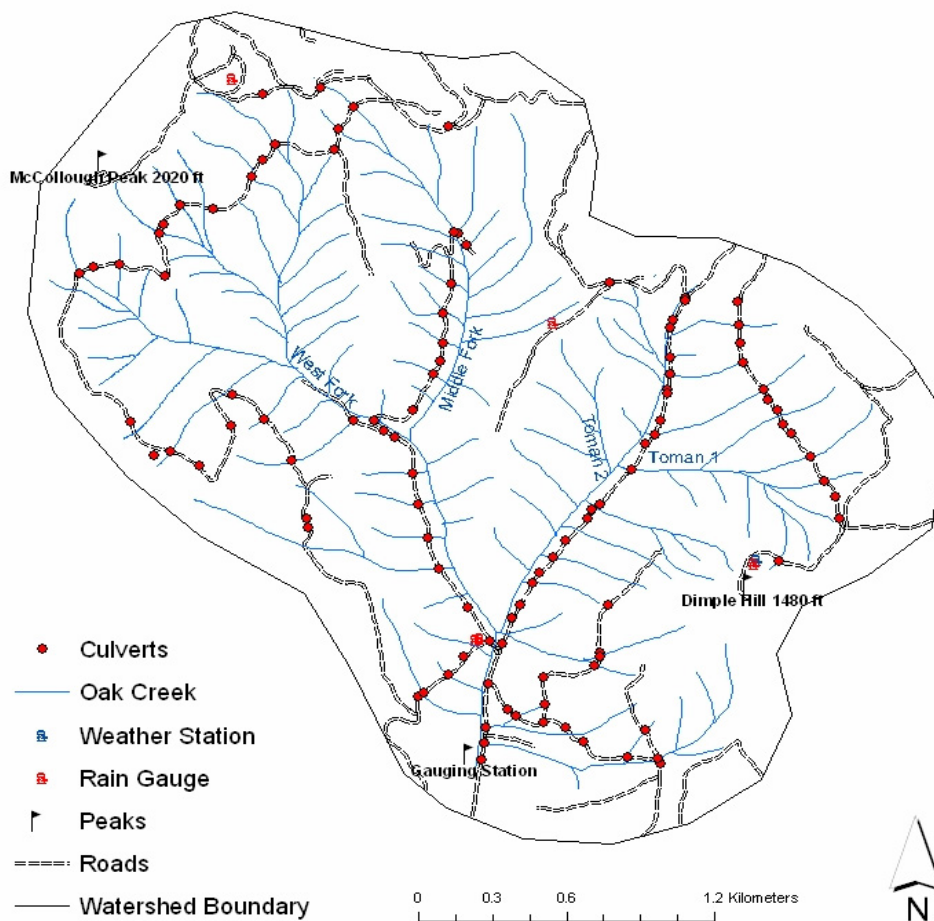 McCollough Peak 2020 ft
West Fork
Middle Fork
Toman 2
Toman 1
Dimple Hill 1480 ft
Gauging Station
Culverts
Oak Creek
Weather Station
Rain Gauge
Peaks
Roads
Watershed Boundary
0 0.3 0.6 1.2 Kilometers
N